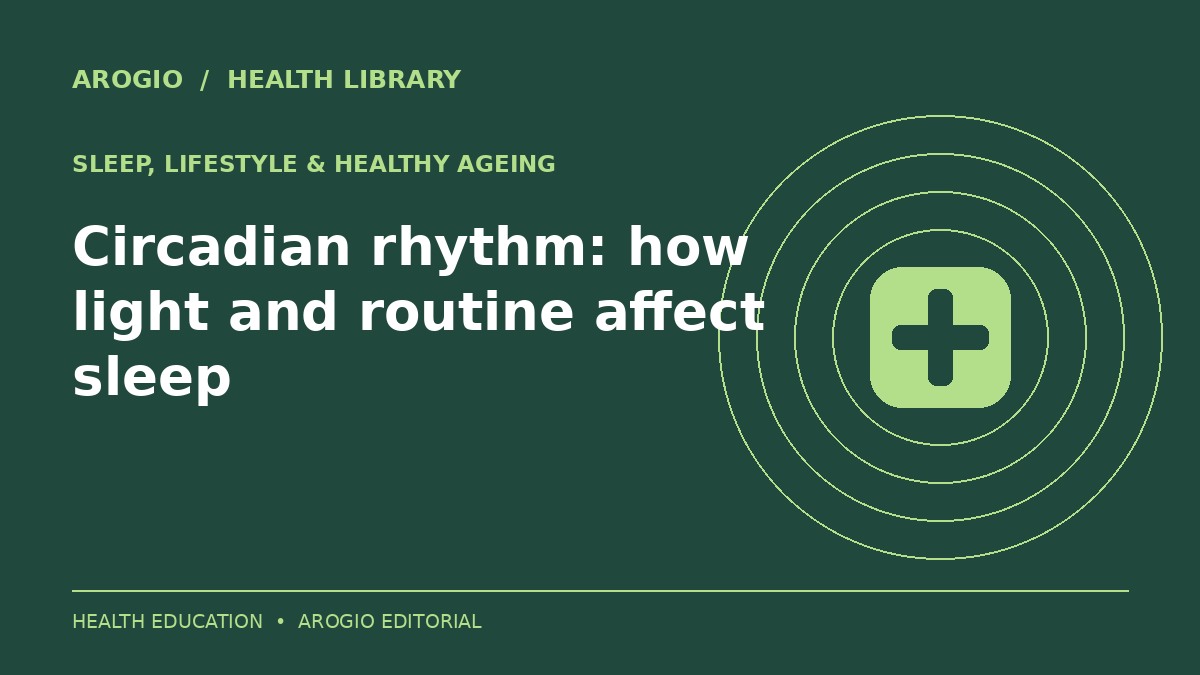 AROGIO / HEALTH LIBRARY
SLEEP, LIFESTYLE & HEALTHY AGEING
Circadian rhythm: how
light and routine affect
sleep
HEALTH EDUCATION • AROGIO EDITORIAL